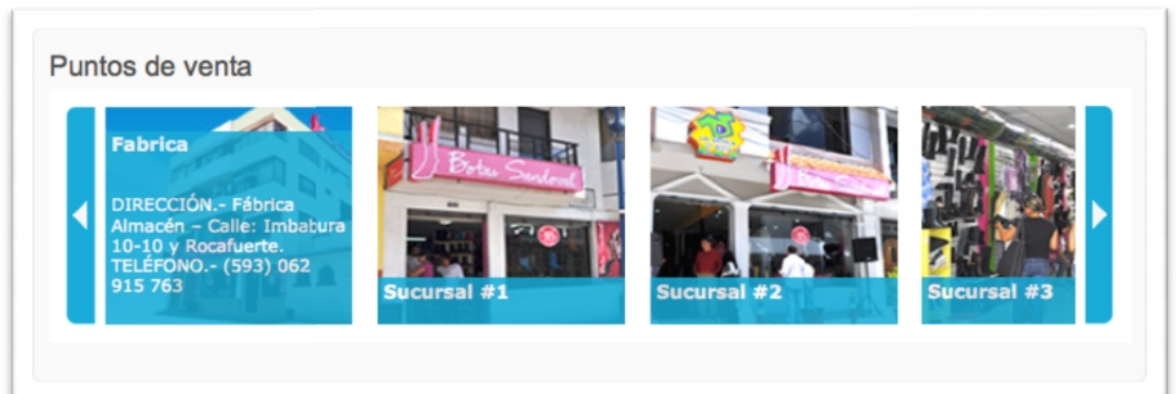 Puntos de venta
Fabrica
DIRECCIÓN.- Fábrica
Almacén – Calle: Imbabura
10-10 y Rocafuerte.
TELÉFONO.- (593) 062
915 763
Botas Sandoval
Sucursal #1
Sucursal #2
Sucursal #3